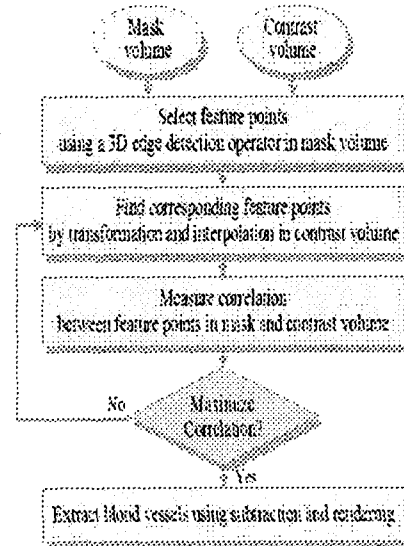 Mask
volume
Contrast
volume
Select feature points
using a 3D edge detection operator in mask volume
Find corresponding feature points
by transformation and interpolation in contrast volume
Measure correlation
between feature points in mask and contrast volume
Maximize
Correlation?
No
Yes
Extract blood vessels using subtraction and rendering